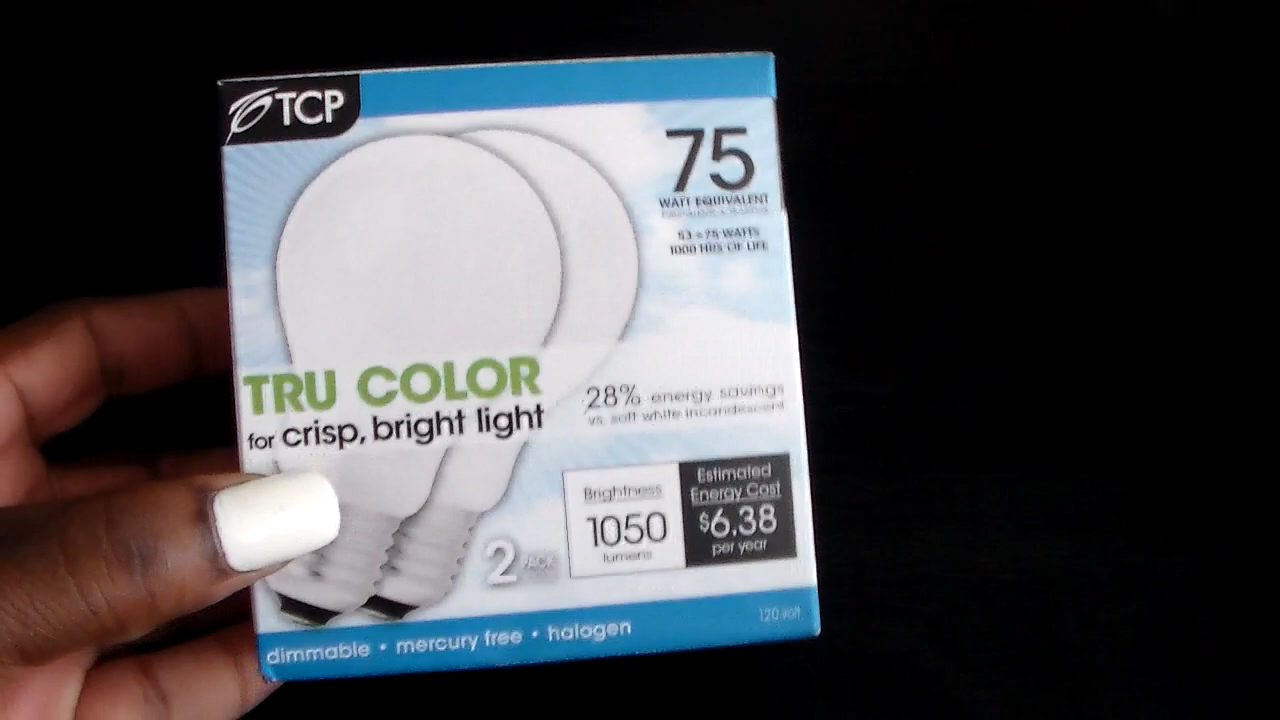 TCP
75
WATT EQUIVALENT
53 = 75 WATTS
1000 HRS OF LIFE
TRU COLOR
for crisp, bright light
28% energy savings
vs. soft white incandescent
Brightness
1050
lumens
Estimated
Energy Cost
$6.38
per year
2 PACK
120 volt
dimmable • mercury free • halogen